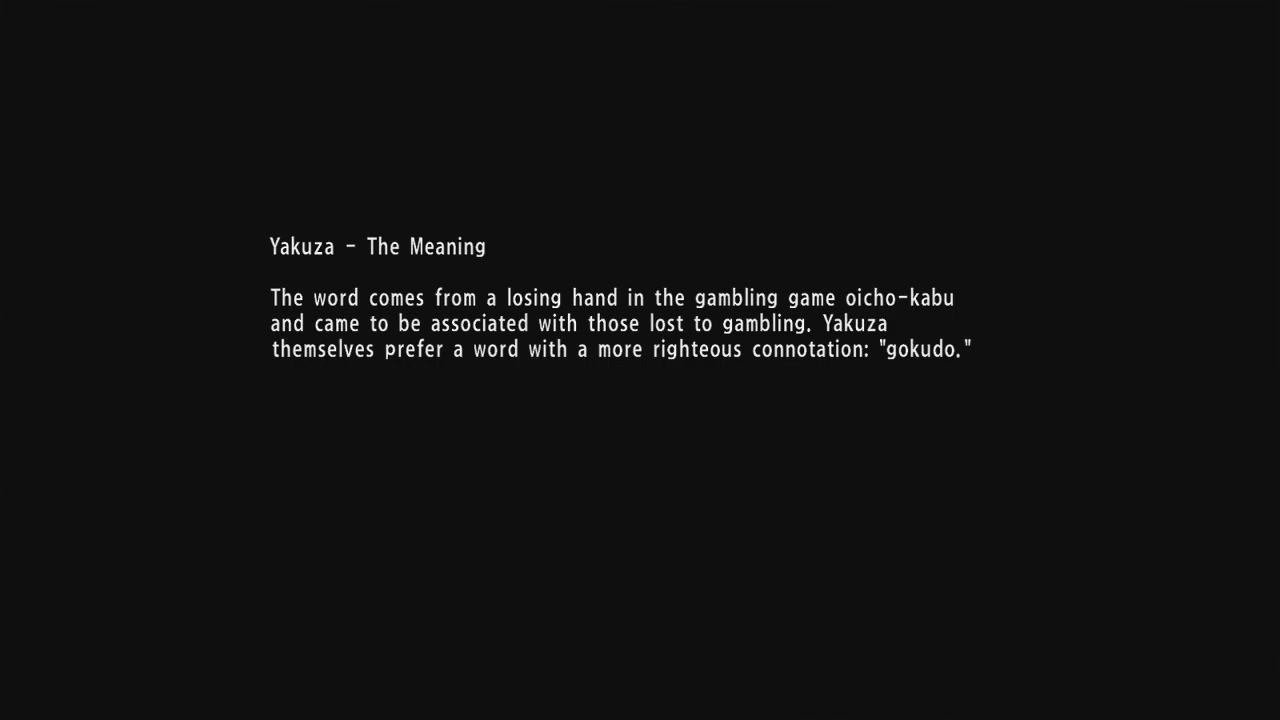 Yakuza - The Meaning
The word comes from a losing hand in the gambling game oicho-kabu
and came to be associated with those lost to gambling. Yakuza
themselves prefer a word with a more righteous connotation: "gokudo."